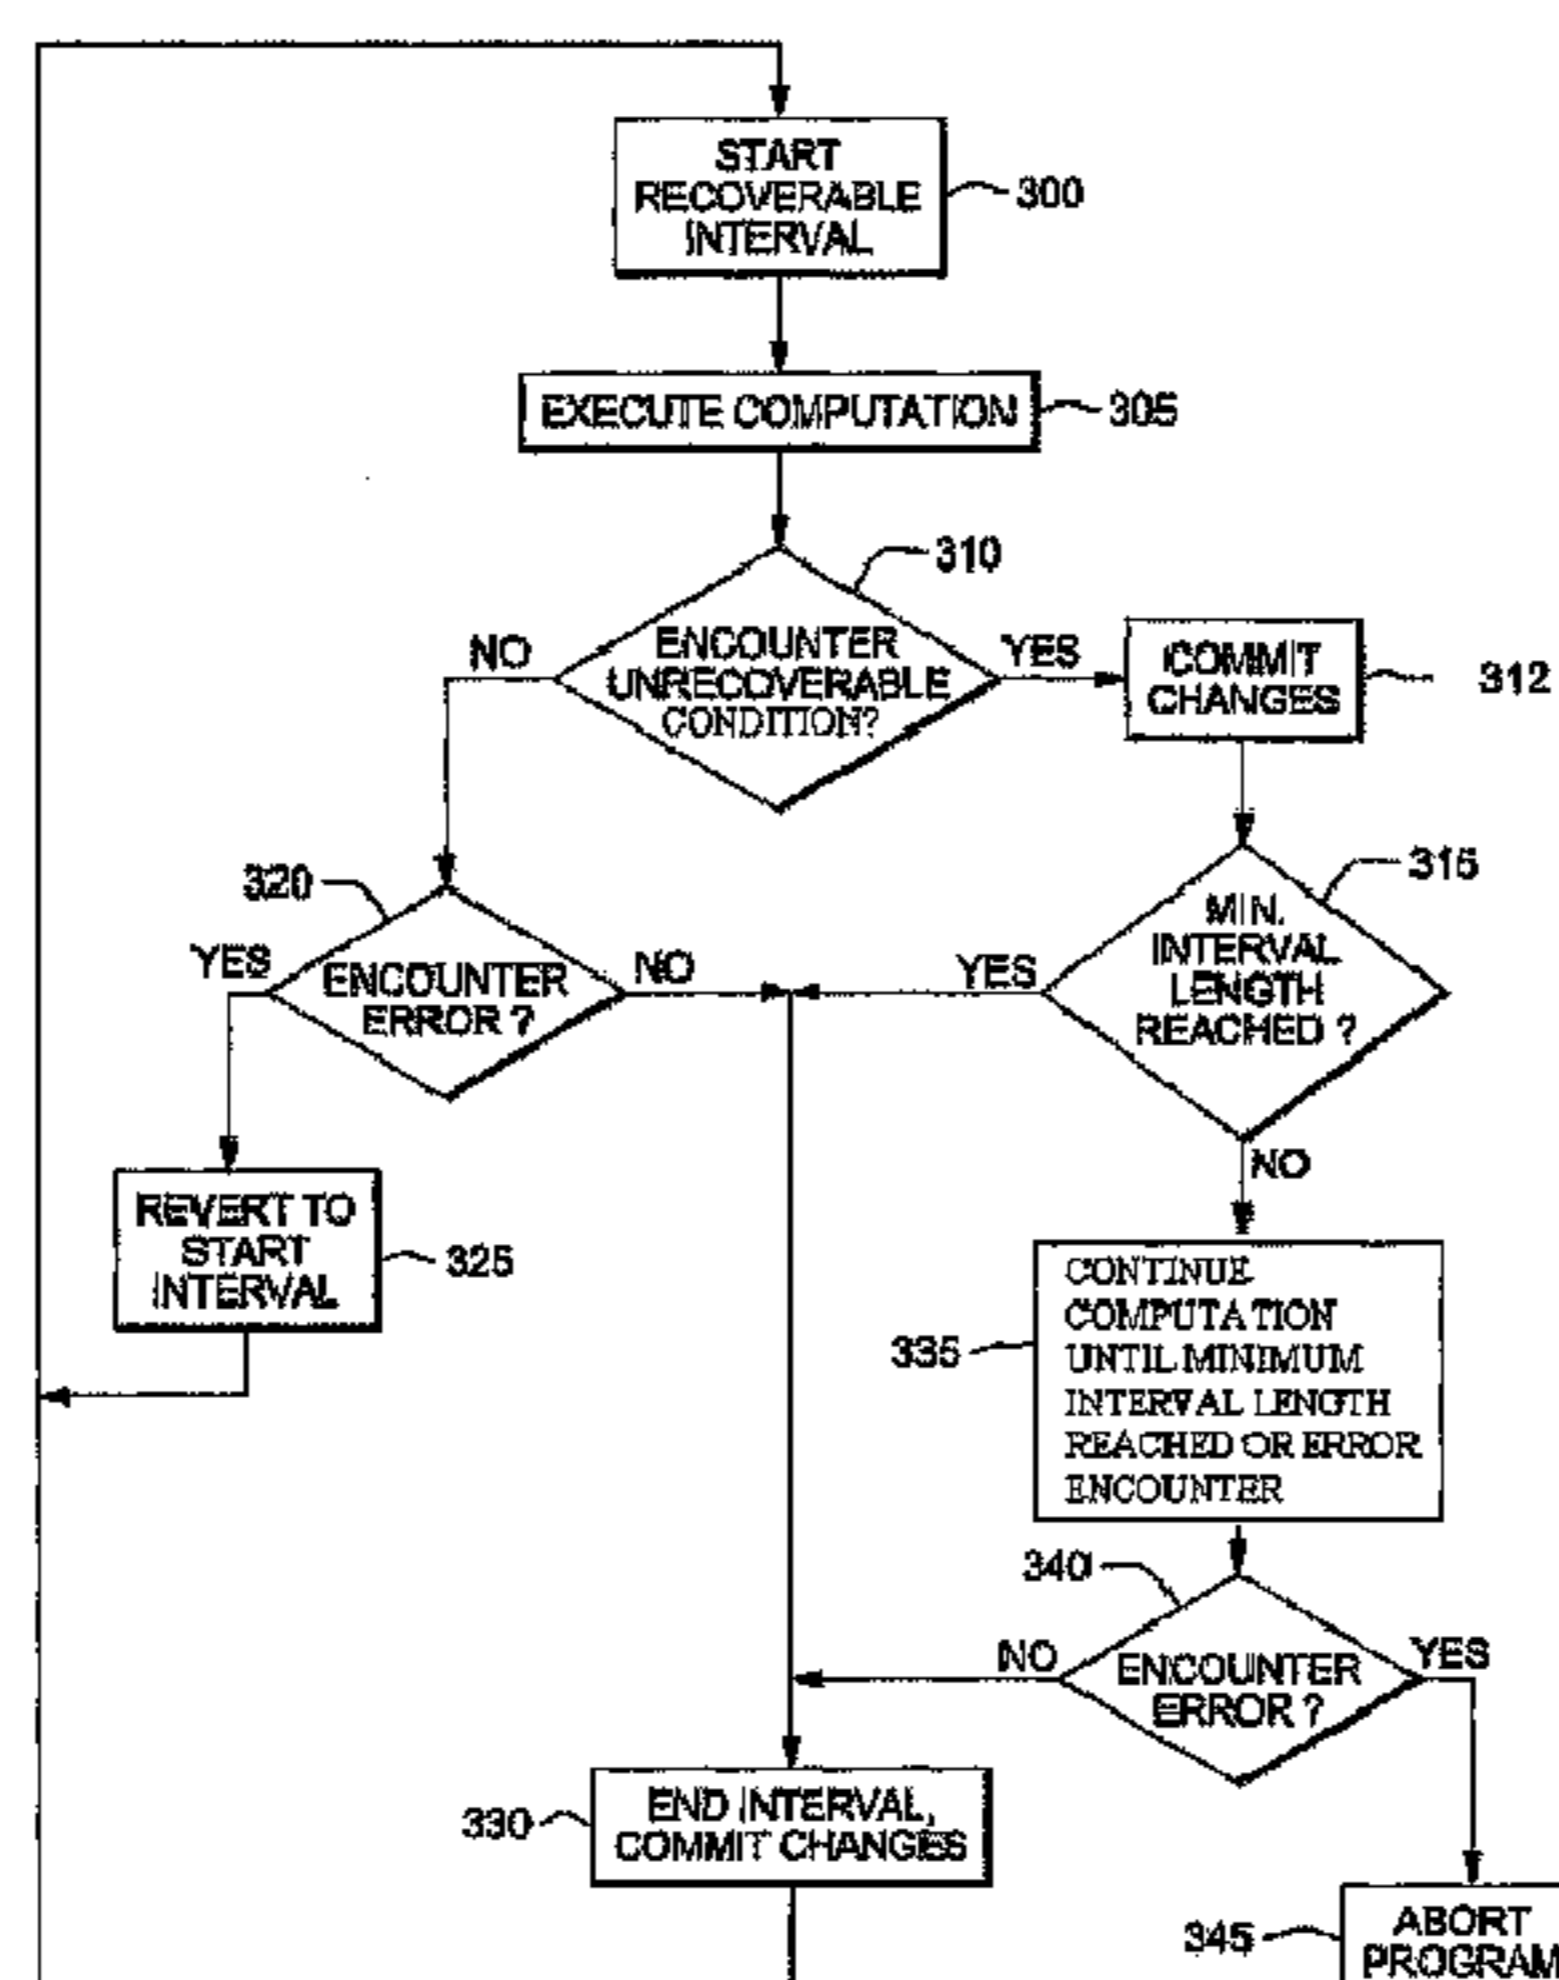 START
RECOVERABLE
INTERVAL
300
EXECUTE COMPUTATION
305
310
ENCOUNTER
UNRECOVERABLE
CONDITION?
NO
YES
COMMIT
CHANGES
312
320
ENCOUNTER
ERROR ?
YES
NO
315
MIN.
INTERVAL
LENGTH
REACHED ?
YES
NO
REVERT TO
START
INTERVAL
325
CONTINUE
COMPUTATION
UNTIL MINIMUM
INTERVAL LENGTH
REACHED OR ERROR
ENCOUNTER
335
340
ENCOUNTER
ERROR ?
NO
YES
END INTERVAL,
COMMIT CHANGES
330
345
ABORT
PROGRAM